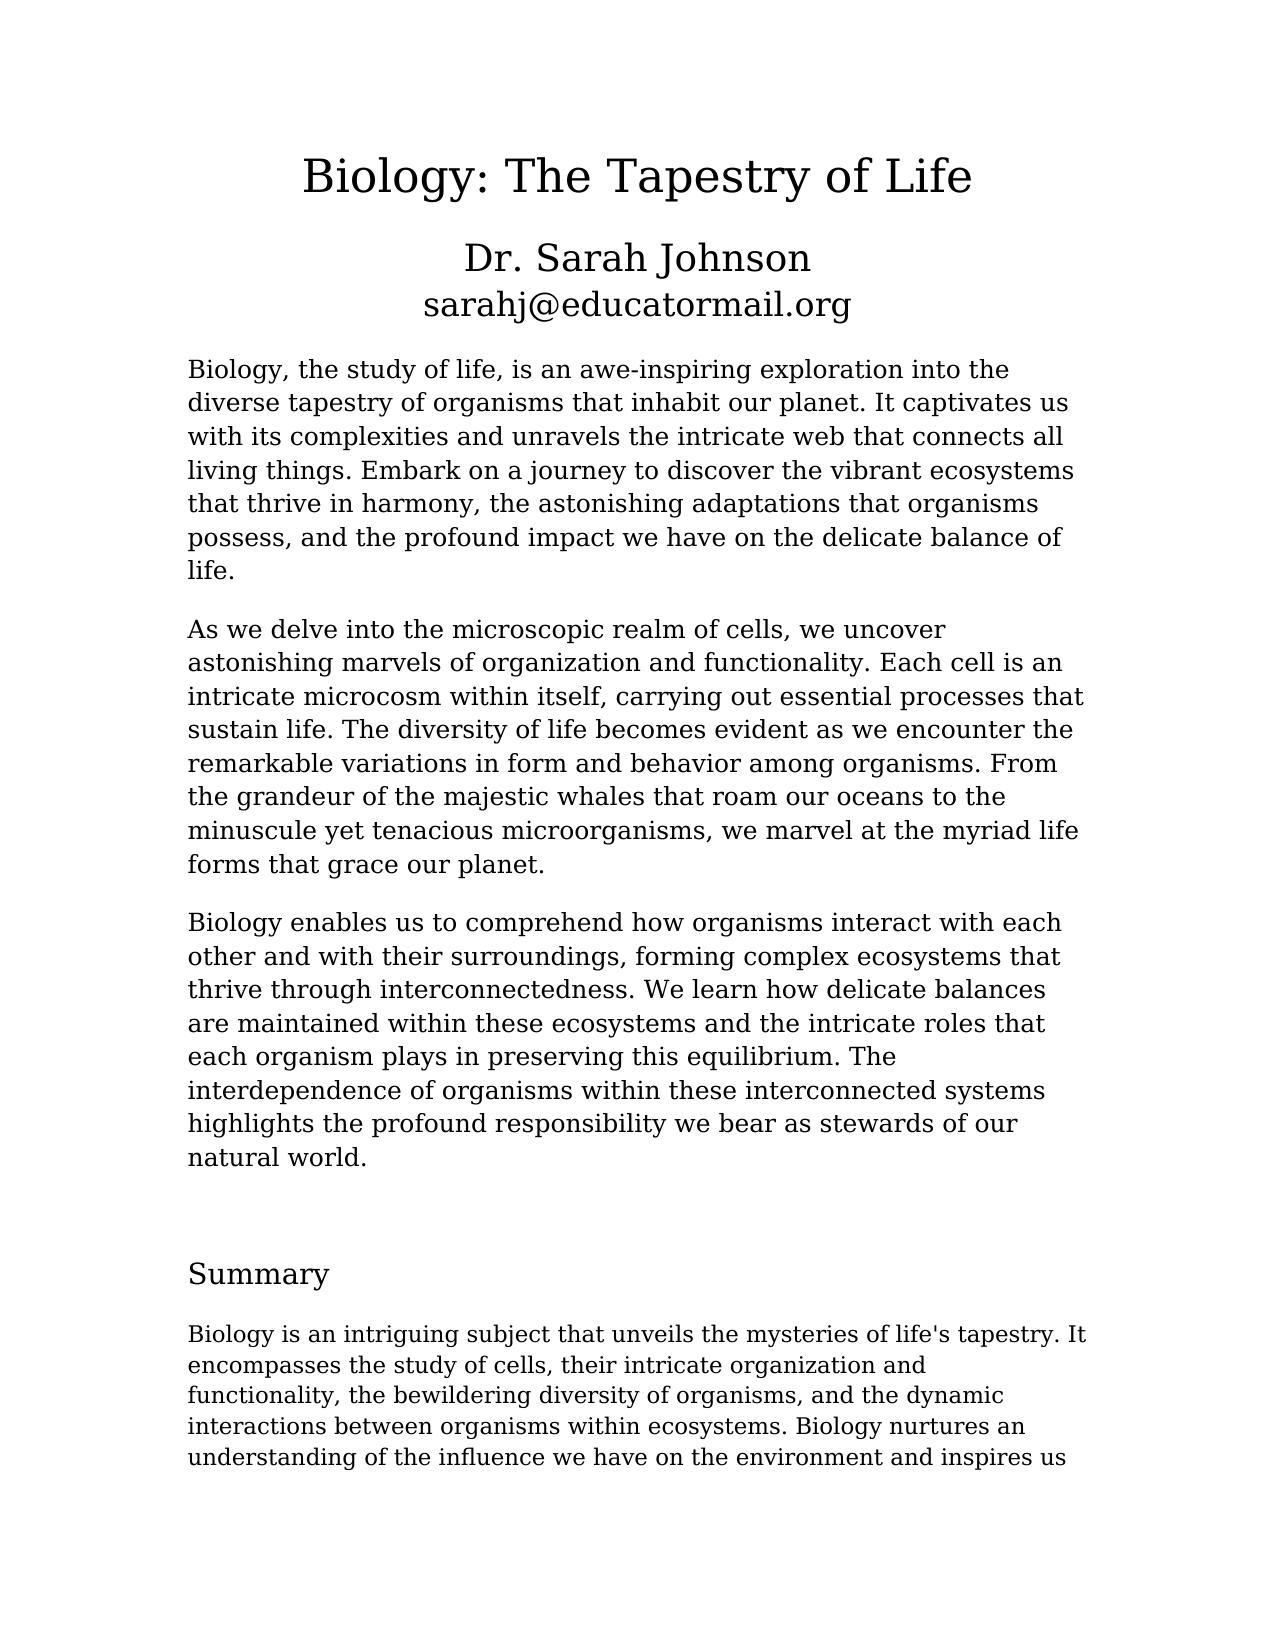 Biology: The Tapestry of Life
Dr. Sarah Johnson
sarahj@educatormail.org
Biology, the study of life, is an awe-inspiring exploration into the
diverse tapestry of organisms that inhabit our planet. It captivates us
with its complexities and unravels the intricate web that connects all
living things. Embark on a journey to discover the vibrant ecosystems
that thrive in harmony, the astonishing adaptations that organisms
possess, and the profound impact we have on the delicate balance of
life.
As we delve into the microscopic realm of cells, we uncover
astonishing marvels of organization and functionality. Each cell is an
intricate microcosm within itself, carrying out essential processes that
sustain life. The diversity of life becomes evident as we encounter the
remarkable variations in form and behavior among organisms. From
the grandeur of the majestic whales that roam our oceans to the
minuscule yet tenacious microorganisms, we marvel at the myriad life
forms that grace our planet.
Biology enables us to comprehend how organisms interact with each
other and with their surroundings, forming complex ecosystems that
thrive through interconnectedness. We learn how delicate balances
are maintained within these ecosystems and the intricate roles that
each organism plays in preserving this equilibrium. The
interdependence of organisms within these interconnected systems
highlights the profound responsibility we bear as stewards of our
natural world.
Summary
Biology is an intriguing subject that unveils the mysteries of life's tapestry. It
encompasses the study of cells, their intricate organization and
functionality, the bewildering diversity of organisms, and the dynamic
interactions between organisms within ecosystems. Biology nurtures an
understanding of the influence we have on the environment and inspires us